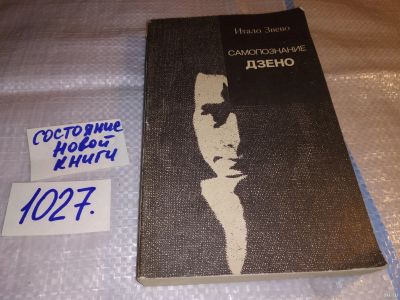 Итало Звево
САМОПОЗНАНИЕ
ДЗЕНО
СОСТОЯНИЕ
НОВОЙ
КНИГИ
1027.